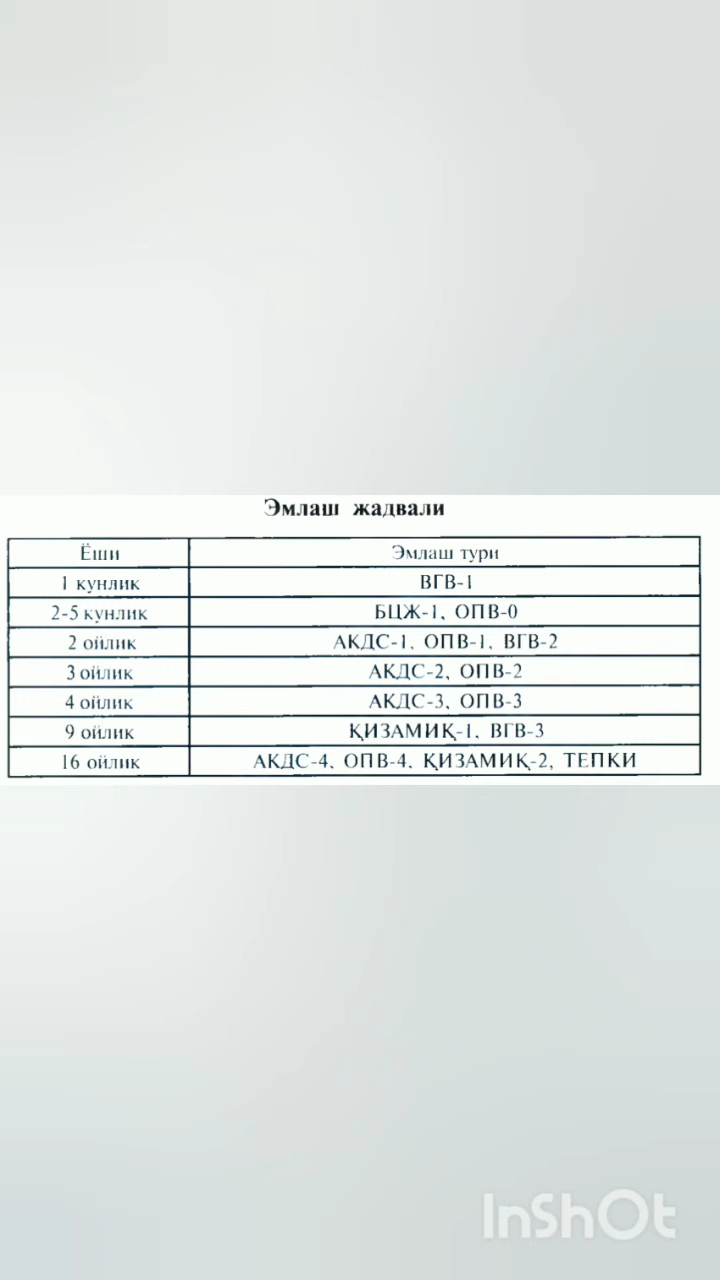 Эмлаш жадвали
Ёши Эмлаш тури
1 кунлик ВГВ-1
2-5 кунлик БЦЖ-1, ОПВ-0
2 ойлик АКДС-1, ОПВ-1, ВГВ-2
3 ойлик АКДС-2, ОПВ-2
4 ойлик АКДС-3, ОПВ-3
9 ойлик ҚИЗАМИҚ-1, ВГВ-3
16 ойлик АКДС-4, ОПВ-4, ҚИЗАМИҚ-2, ТЕПКИ
InShOt